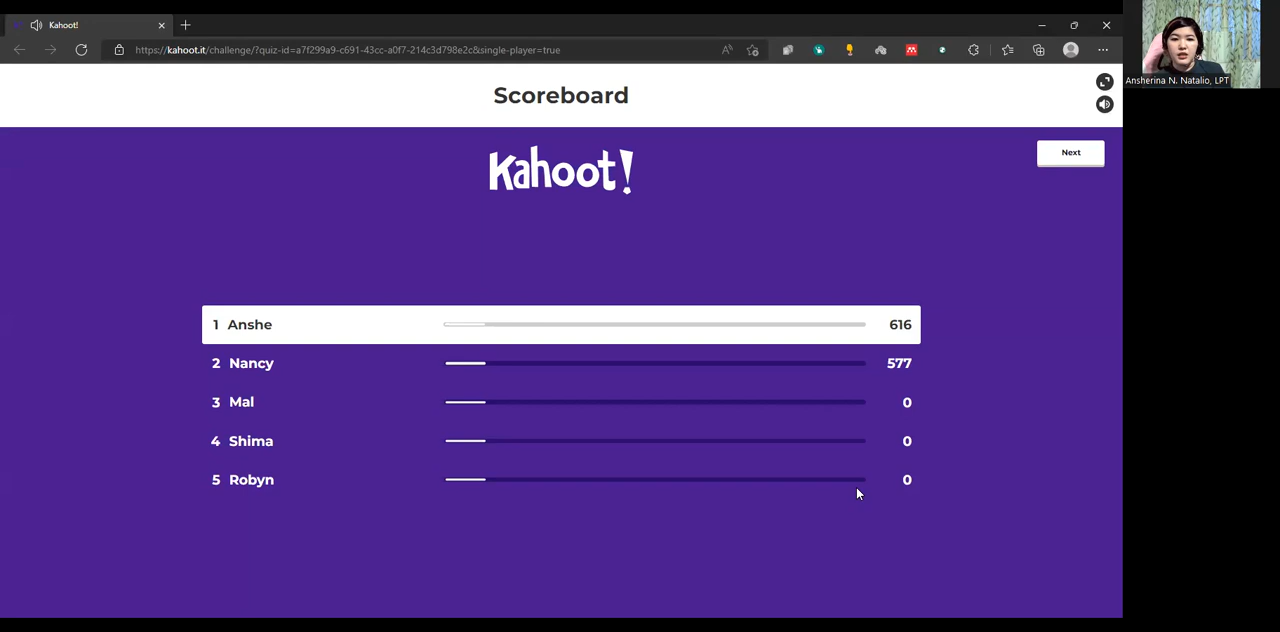 Kahoot!
https://kahoot.it/challenge/?quiz-id=a7f299a9-c691-43cc-a0f7-214c3d798e2c&single-player=true
Ansherina N. Natalio, LPT
Scoreboard
Kahoot!
Next
1 Anshe 616
2 Nancy 577
3 Mal 0
4 Shima 0
5 Robyn 0